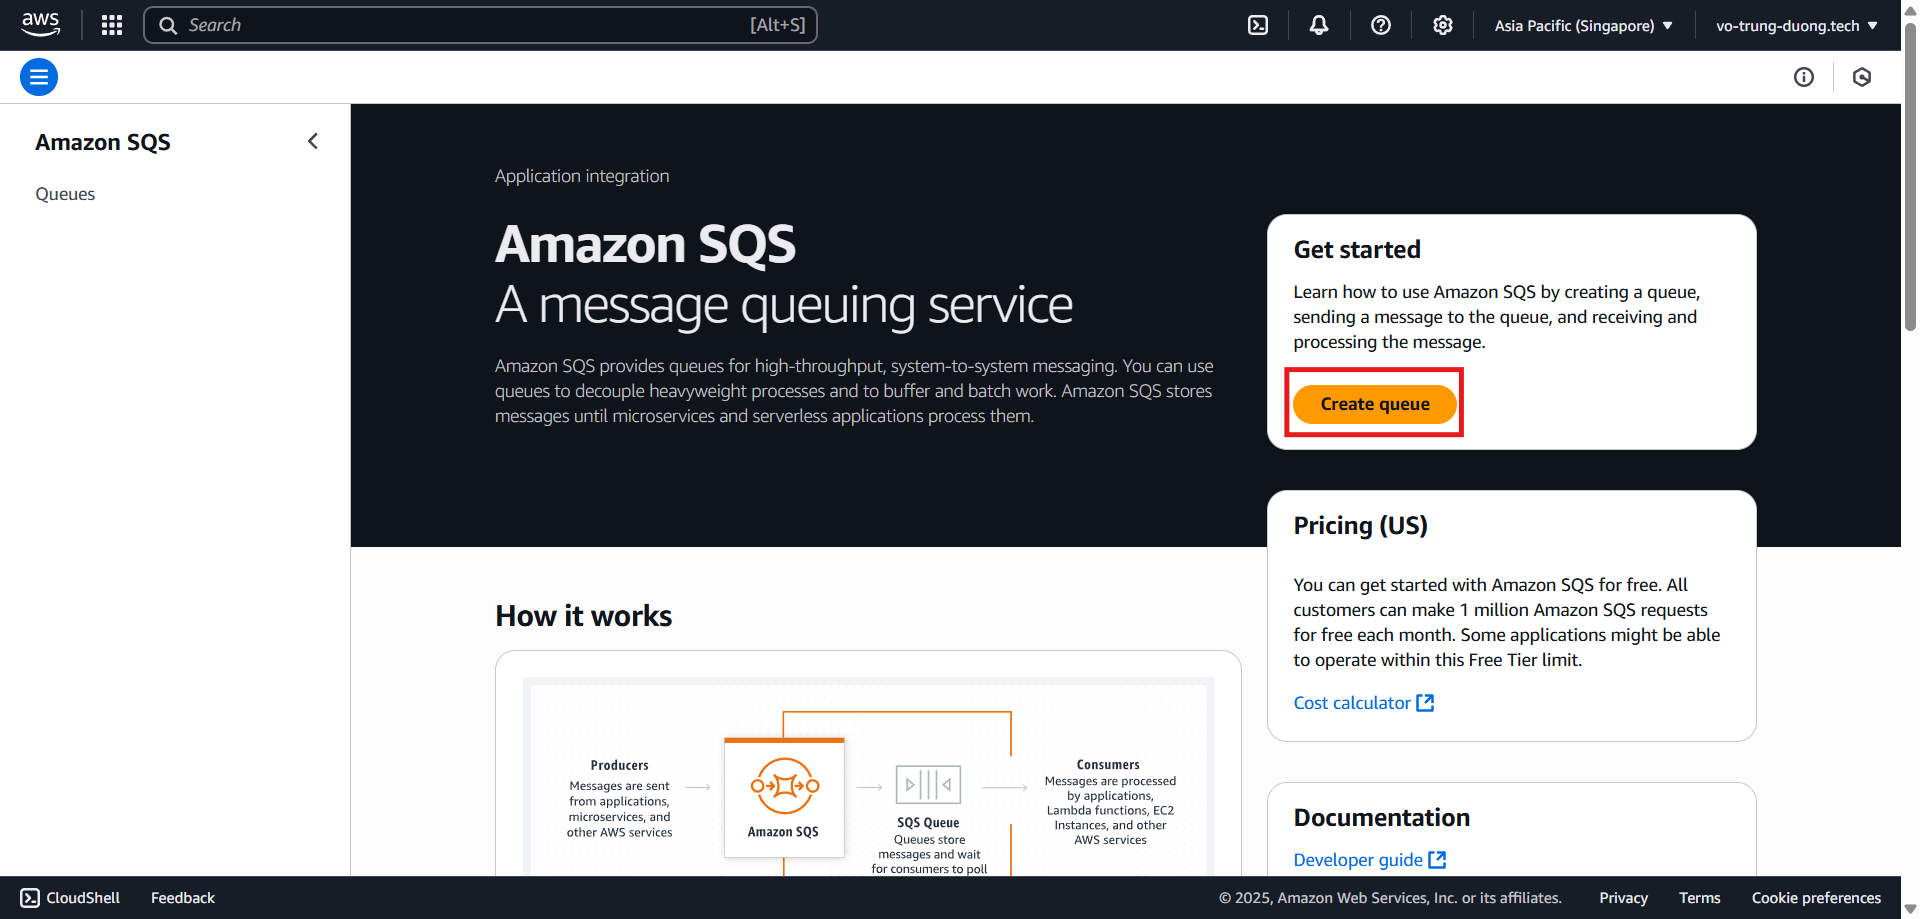 aws
Search
[Alt+S]
Asia Pacific (Singapore)
vo-trung-duong.tech
Amazon SQS
Queues
Application integration
Amazon SQS
A message queuing service
Amazon SQS provides queues for high-throughput, system-to-system messaging. You can use
queues to decouple heavyweight processes and to buffer and batch work. Amazon SQS stores
messages until microservices and serverless applications process them.
Get started
Learn how to use Amazon SQS by creating a queue,
sending a message to the queue, and receiving and
processing the message.
Create queue
Pricing (US)
You can get started with Amazon SQS for free. All
customers can make 1 million Amazon SQS requests
for free each month. Some applications might be able
to operate within this Free Tier limit.
Cost calculator
How it works
Producers
Messages are sent
from applications,
microservices, and
other AWS services
Amazon SQS
SQS Queue
Queues store
messages and wait
for consumers to poll
Consumers
Messages are processed
by applications,
Lambda functions, EC2
Instances, and other
AWS services
Documentation
Developer guide
CloudShell
Feedback
© 2025, Amazon Web Services, Inc. or its affiliates.
Privacy
Terms
Cookie preferences